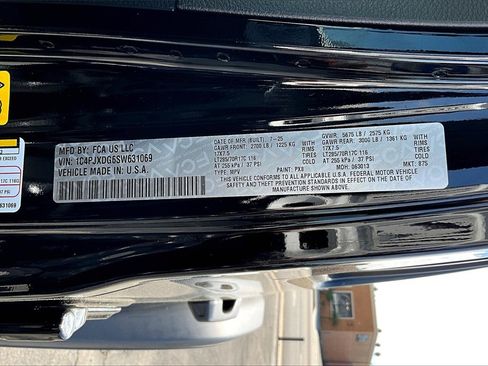 MFD BY: FCA US LLC
VIN: 1C4PJXDG6SW631069
VEHICLE MADE IN U.S.A.
DATE OF MFR (BUILT): 7-25
GAWR FRONT: 2700 LB / 1225 KG
17X7.5 RIMS
LT285/70R17C 116 TIRES
AT 255 kPa / 37 PSI COLD
WITH
GVWR: 5675 LB / 2575 KG
GAWR REAR: 3000 LB / 1361 KG
17X7.5 RIMS
LT285/70R17C 116 TIRES
AT 255 kPa / 37 PSI COLD
WITH
TYPE: MPV
PAINT: PX8
MDH: 063013
MKT: 875
THIS VEHICLE CONFORMS TO ALL APPLICABLE U.S.A. FEDERAL MOTOR VEHICLE
SAFETY, BUMPER AND THEFT PREVENTION STANDARDS IN EFFECT ON THE DATE OF
MANUFACTURE SHOWN ABOVE.
631069